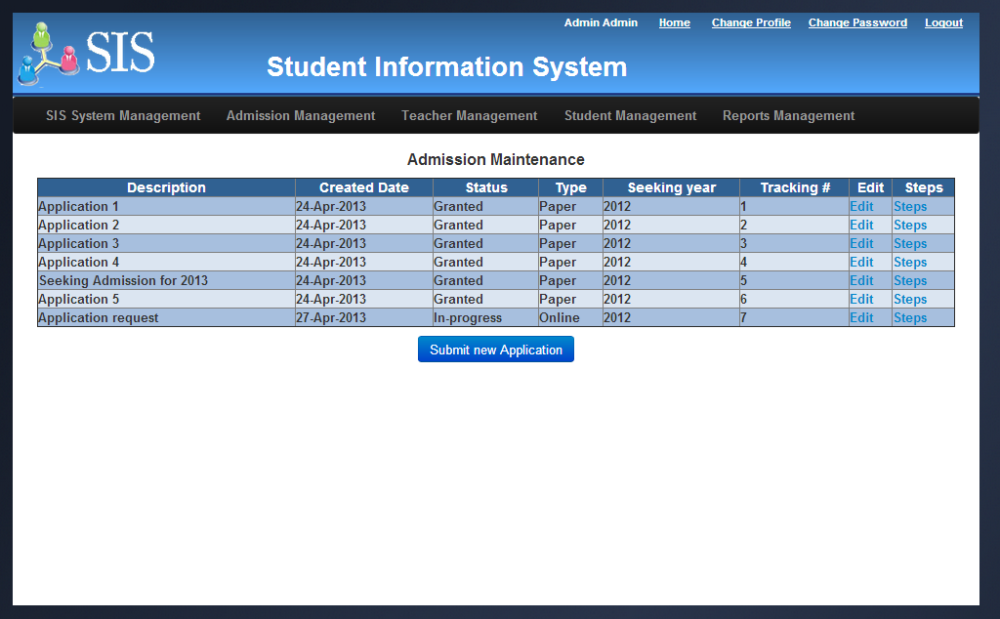 Admin Admin Home Change Profile Change Password Logout
SIS
Student Information System
SIS System Management Admission Management Teacher Management Student Management Reports Management
Admission Maintenance
Description Created Date Status Type Seeking year Tracking # Edit Steps
Application 1 24-Apr-2013 Granted Paper 2012 1 Edit Steps
Application 2 24-Apr-2013 Granted Paper 2012 2 Edit Steps
Application 3 24-Apr-2013 Granted Paper 2012 3 Edit Steps
Application 4 24-Apr-2013 Granted Paper 2012 4 Edit Steps
Seeking Admission for 2013 24-Apr-2013 Granted Paper 2012 5 Edit Steps
Application 5 24-Apr-2013 Granted Paper 2012 6 Edit Steps
Application request 27-Apr-2013 In-progress Online 2012 7 Edit Steps
Submit new Application